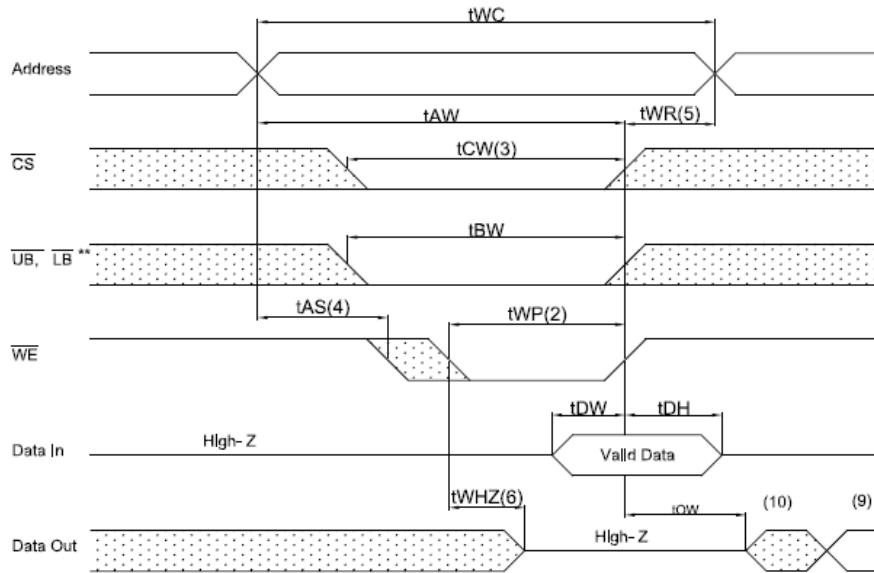 tWC
Address
tAW
tWR(5)
tCW(3)
CS
tBW
UB, LB **
tAS(4)
tWP(2)
WE
tDW
tDH
High-Z
Data In
Valid Data
tWHZ(6)
tOW
(10)
(9)
High-Z
Data Out